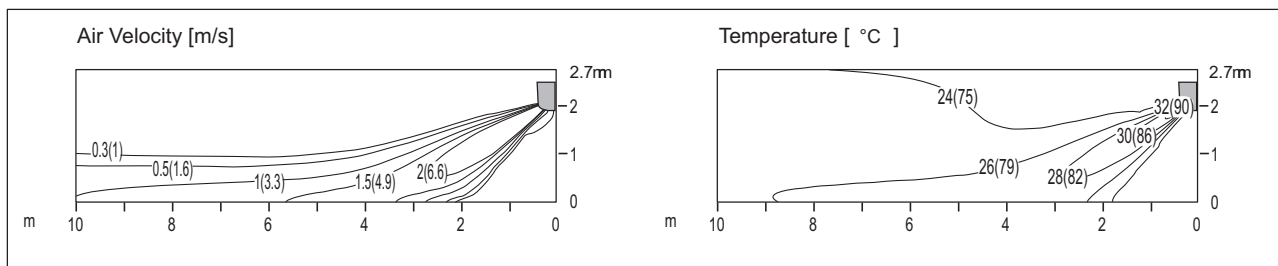 Air Velocity [m/s]
2.7m
2
1
0
0.3(1)
0.5(1.6)
1(3.3)
1.5(4.9)
2(6.6)
m 10 8 6 4 2 0
Temperature [ °C ]
2.7m
2
1
0
24(75)
32(90)
30(86)
26(79)
28(82)
m 10 8 6 4 2 0